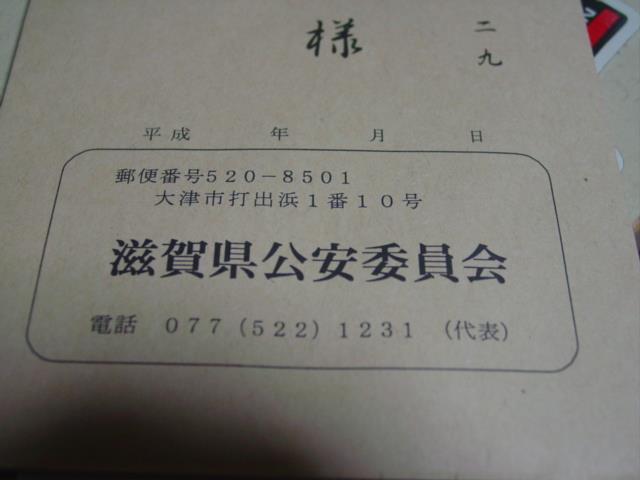 様
二九
平成　　年　　月　　日
郵便番号520-8501
大津市打出浜1番10号
滋賀県公安委員会
電話　077(522)1231　(代表)